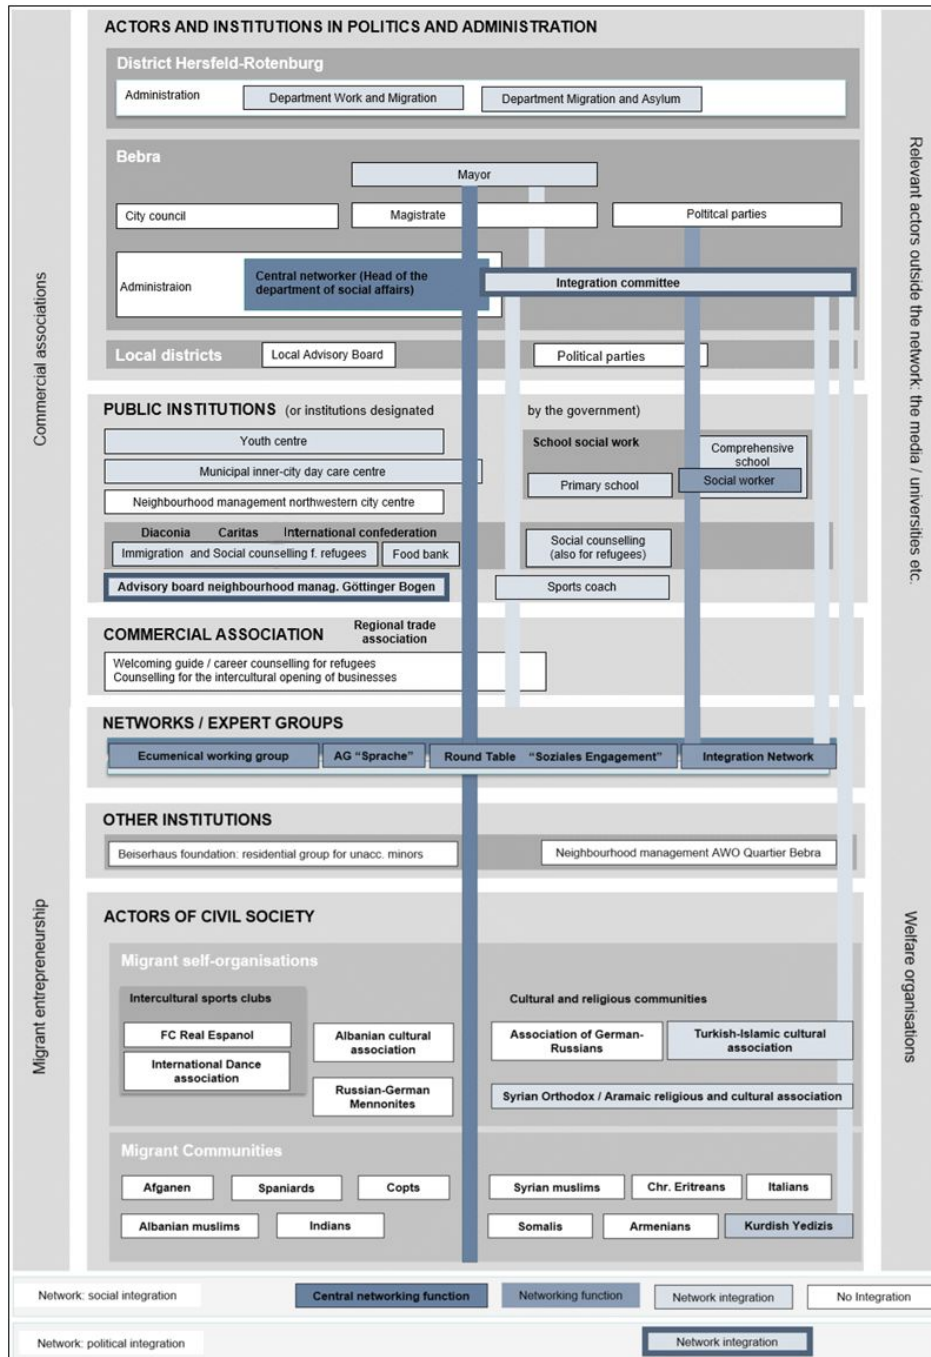 ACTORS AND INSTITUTIONS IN POLITICS AND ADMINISTRATION
District Hersfeld-Rotenburg
Administration
Department Work and Migration
Department Migration and Asylum
Bebra
Mayor
City council
Magistrate
Poltitcal parties
Administraion
Central networker (Head of the
department of social affairs)
Integration committee
Local districts
Local Advisory Board
Political parties
Commercial associations
Relevant actors outside the network: the media / universities etc.
PUBLIC INSTITUTIONS (or institutions designated by the government)
Youth centre
Municipal inner-city day care centre
Neighbourhood management northwestern city centre
School social work
Primary school
Comprehensive
school
Social worker
Diaconia Caritas International confederation
Immigration and Social counselling f. refugees
Food bank
Social counselling
(also for refugees)
Advisory board neighbourhood manag. Göttinger Bogen
Sports coach
COMMERCIAL ASSOCIATION
Regional trade
association
Welcoming guide / career counselling for refugees
Counselling for the intercultural opening of businesses
NETWORKS / EXPERT GROUPS
Ecumenical working group
AG “Sprache”
Round Table “Soziales Engagement”
Integration Network
OTHER INSTITUTIONS
Beiserhaus foundation: residential group for unacc. minors
Neighbourhood management AWO Quartier Bebra
Migrant entrepreneurship
Welfare organisations
ACTORS OF CIVIL SOCIETY
Migrant self-organisations
Intercultural sports clubs
FC Real Espanol
International Dance
association
Albanian cultural
association
Russian-German
Mennonites
Cultural and religious communities
Association of German-
Russians
Turkish-Islamic cultural
association
Syrian Orthodox / Aramaic religious and cultural association
Migrant Communities
Afganen
Spaniards
Copts
Syrian muslims
Chr. Eritreans
Italians
Albanian muslims
Indians
Somalis
Armenians
Kurdish Yedizis
Network: social integration
Central networking function
Networking function
Network integration
No Integration
Network: political integration
Network integration